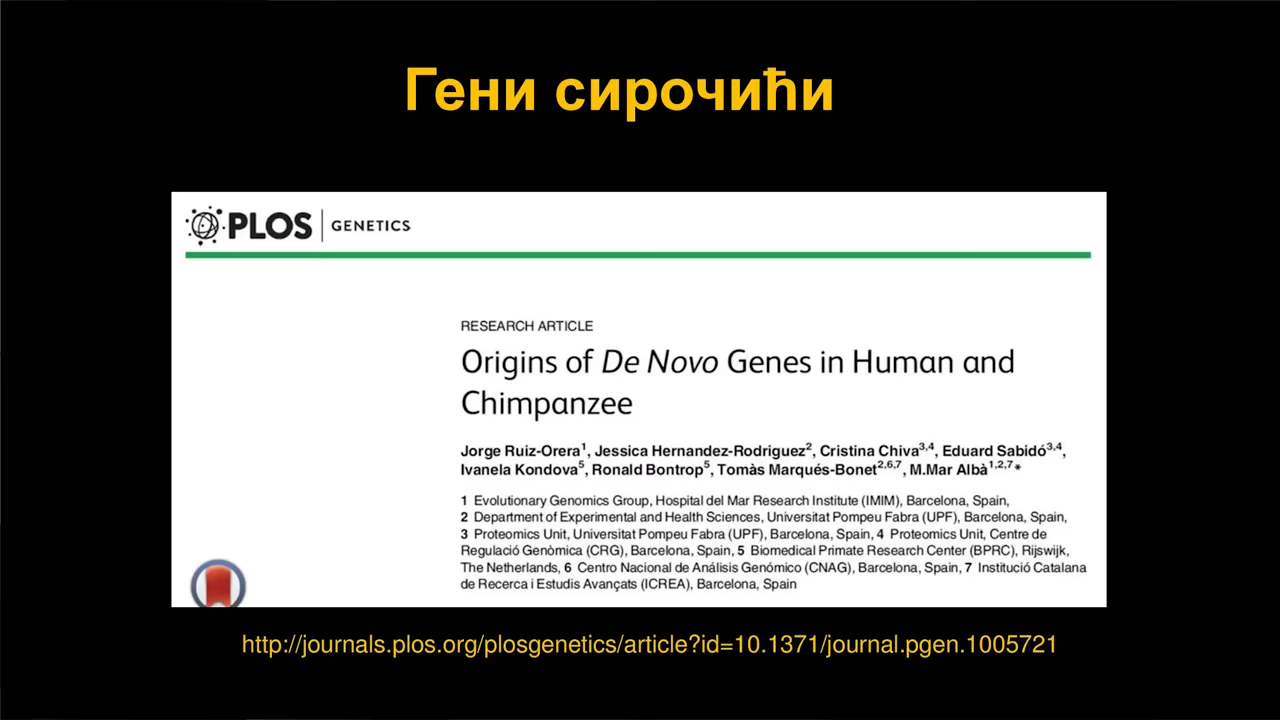 Гени сирочићи
PLOS | GENETICS
RESEARCH ARTICLE
Origins of De Novo Genes in Human and
Chimpanzee
Jorge Ruiz-Orera1, Jessica Hernandez-Rodriguez2, Cristina Chiva3,4, Eduard Sabidó3,4,
Ivanela Kondova5, Ronald Bontrop5, Tomàs Marqués-Bonet2,6,7, M.Mar Albà1,2,7*
1 Evolutionary Genomics Group, Hospital del Mar Research Institute (IMIM), Barcelona, Spain,
2 Department of Experimental and Health Sciences, Universitat Pompeu Fabra (UPF), Barcelona, Spain,
3 Proteomics Unit, Universitat Pompeu Fabra (UPF), Barcelona, Spain, 4 Proteomics Unit, Centre de
Regulació Genòmica (CRG), Barcelona, Spain, 5 Biomedical Primate Research Center (BPRC), Rijswijk,
The Netherlands, 6 Centro Nacional de Análisis Genómico (CNAG), Barcelona, Spain, 7 Institució Catalana
de Recerca i Estudis Avançats (ICREA), Barcelona, Spain
http://journals.plos.org/plosgenetics/article?id=10.1371/journal.pgen.1005721